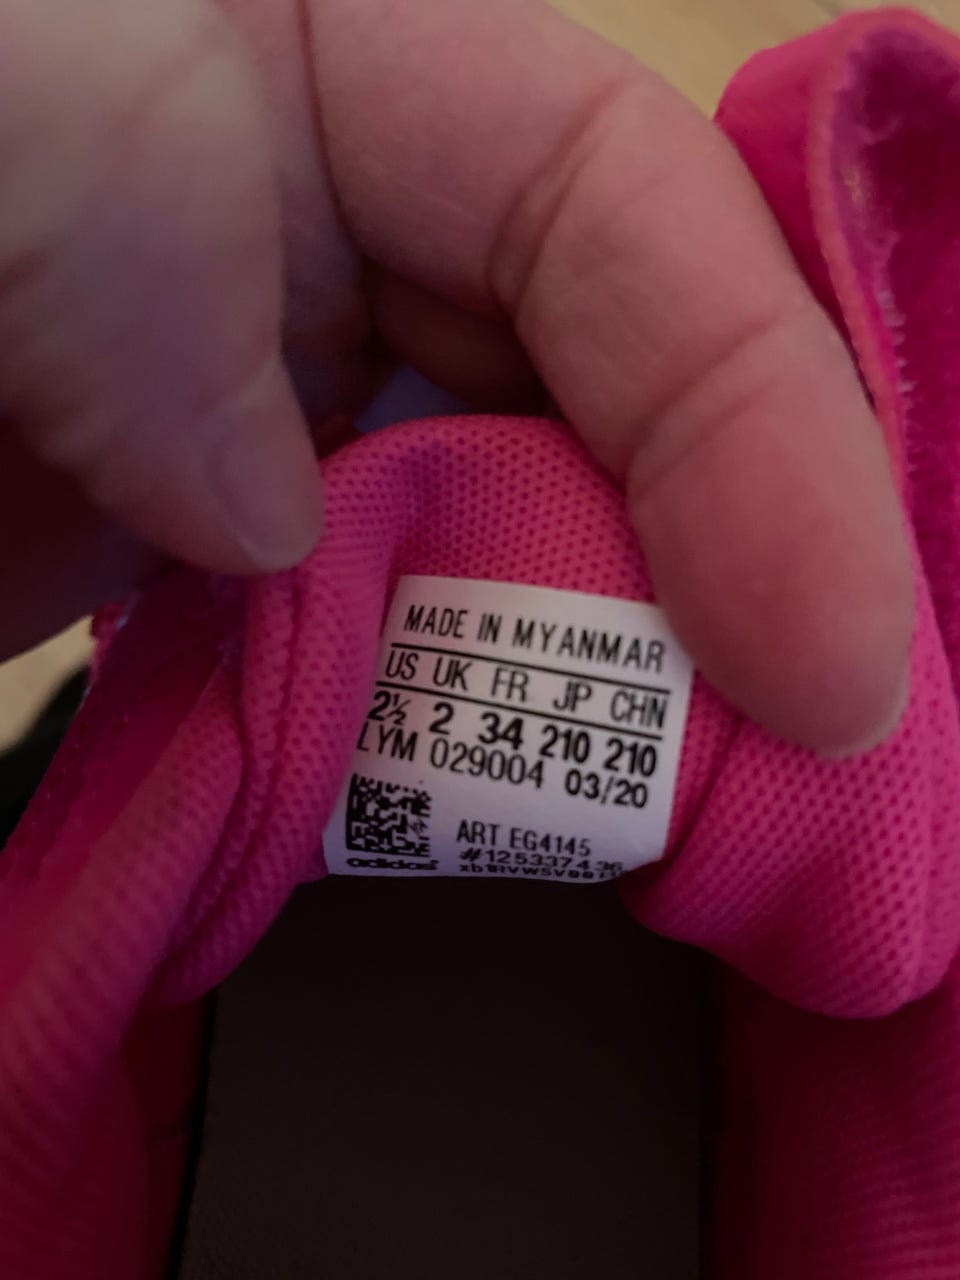 MADE IN MYANMAR
US UK FR JP CHN
2½ 2 34 210 210
LYM 029004 03/20
ART EG4145
#125337436
adidas